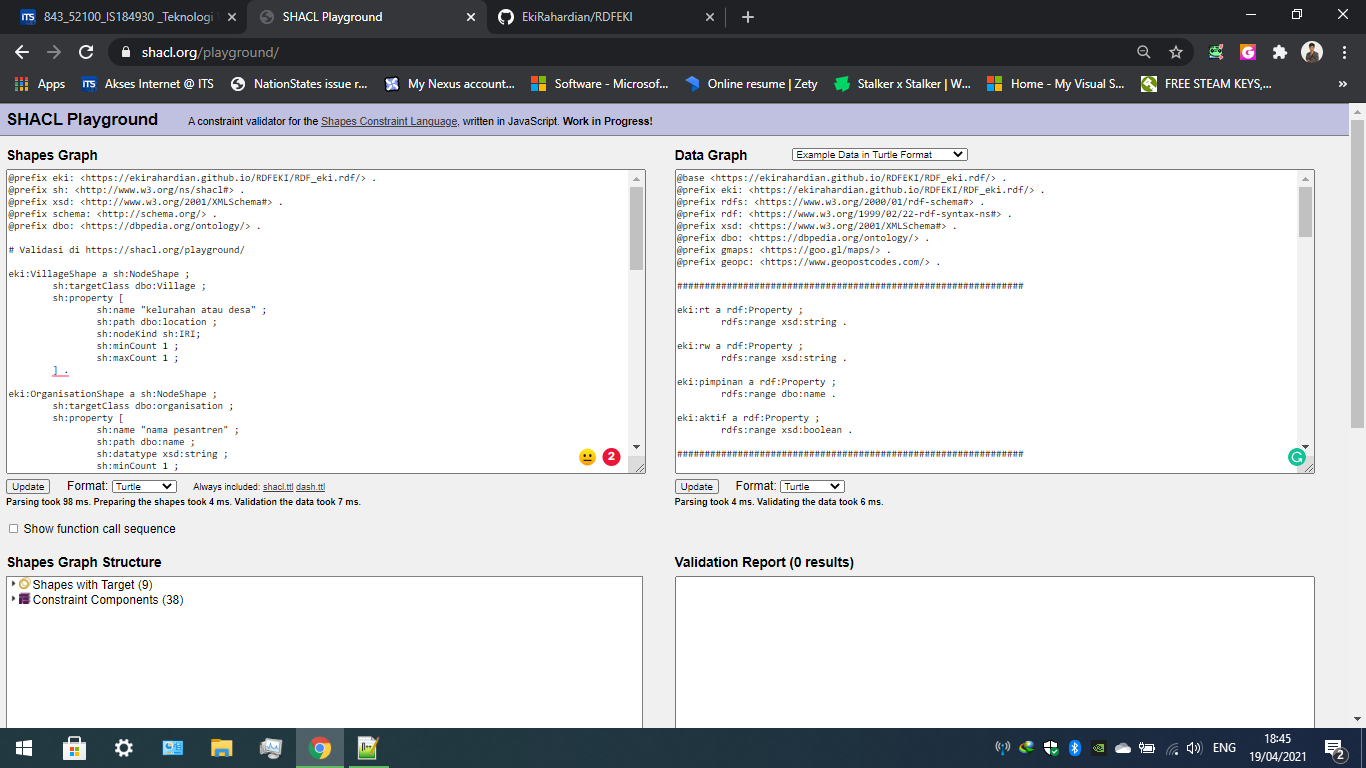 843_52100_IS184930 _Teknologi
SHACL Playground
EkiRahardian/RDFEKI
shacl.org/playground/
Apps
ITS
Akses Internet @ ITS
NationStates issue r...
My Nexus account...
Software - Microsof...
Online resume | Zety
Stalker x Stalker | W...
Home - My Visual S...
FREE STEAM KEYS,...
»
SHACL Playground
A constraint validator for the Shapes Constraint Language, written in JavaScript. Work in Progress!
Shapes Graph
@prefix eki: <https://ekirahardian.github.io/RDFEKI/RDF_eki.rdf/> .
@prefix sh: <http://www.w3.org/ns/shacl#> .
@prefix xsd: <http://www.w3.org/2001/XMLSchema#> .
@prefix schema: <http://schema.org/> .
@prefix dbo: <https://dbpedia.org/ontology/> .
# Validasi di https://shacl.org/playground/
eki:VillageShape a sh:NodeShape ;
sh:targetClass dbo:Village ;
sh:property [
sh:name "kelurahan atau desa" ;
sh:path dbo:location ;
sh:nodeKind sh:IRI;
sh:minCount 1 ;
sh:maxCount 1 ;
] .
eki:OrganisationShape a sh:NodeShape ;
sh:targetClass dbo:organisation ;
sh:property [
sh:name "nama pesantren" ;
sh:path dbo:name ;
sh:datatype xsd:string ;
sh:minCount 1 ;
2
Update
Format:
Turtle
Always included: shacl.ttl dash.ttl
Parsing took 98 ms. Preparing the shapes took 4 ms. Validation the data took 7 ms.
Show function call sequence
Shapes Graph Structure
Shapes with Target (9)
Constraint Components (38)
Data Graph
Example Data in Turtle Format
@base <https://ekirahardian.github.io/RDFEKI/RDF_eki.rdf/> .
@prefix eki: <https://ekirahardian.github.io/RDFEKI/RDF_eki.rdf/> .
@prefix rdfs: <https://www.w3.org/2000/01/rdf-schema#> .
@prefix rdf: <https://www.w3.org/1999/02/22-rdf-syntax-ns#> .
@prefix xsd: <https://www.w3.org/2001/XMLSchema#> .
@prefix dbo: <https://dbpedia.org/ontology/> .
@prefix gmaps: <https://goo.gl/maps/> .
@prefix geopc: <https://www.geopostcodes.com/> .
###############################################################
eki:rt a rdf:Property ;
rdfs:range xsd:string .
eki:rw a rdf:Property ;
rdfs:range xsd:string .
eki:pimpinan a rdf:Property ;
rdfs:range dbo:name .
eki:aktif a rdf:Property ;
rdfs:range xsd:boolean .
###############################################################
Update
Format:
Turtle
Parsing took 4 ms. Validating the data took 6 ms.
Validation Report (0 results)
ENG
18:45
19/04/2021
2